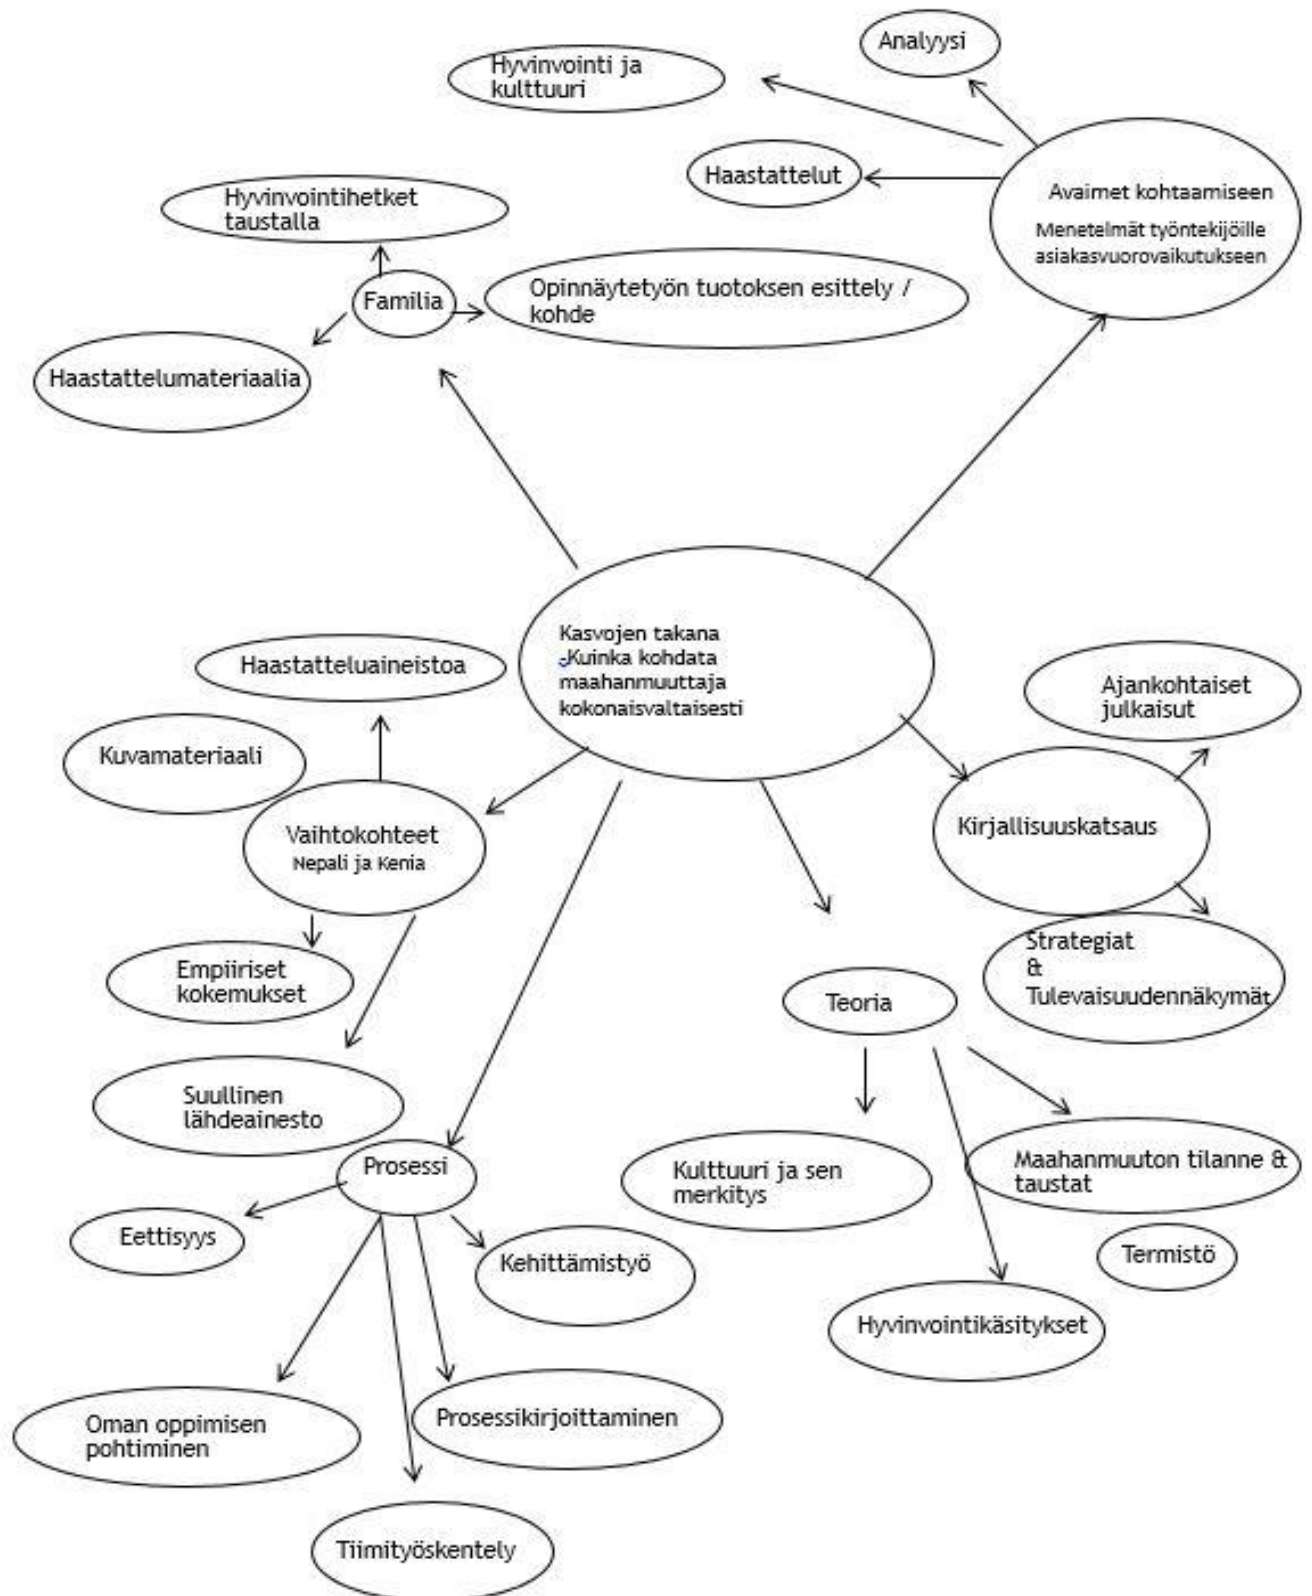 Analyysi
Hyvinvointi ja
kulttuuri
Haastattelut
Avaimet kohtaamiseen
Menetelmät työntekijöille
asiakasvuorovaikutukseen
Hyvinvointihetket
taustalla
Familia
Opinnäytetyön tuotoksen esittely /
kohde
Haastattelumateriaalia
Kasvojen takana
-Kuinka kohdata
maahanmuuttaja
kokonaisvaltaisesti
Haastatteluaineistoa
Kuvamateriaali
Vaihtokohteet
Nepali ja Kenia
Empiiriset
kokemukset
Suullinen
lähdeainesto
Ajankohtaiset
julkaisut
Kirjallisuuskatsaus
Strategiat
&
Tulevaisuudennäkymät
Teoria
Kulttuuri ja sen
merkitys
Maahanmuuton tilanne &
taustat
Termistö
Hyvinvointikäsitykset
Prosessi
Eettisyys
Kehittämistyö
Oman oppimisen
pohtiminen
Prosessikirjoittaminen
Tiimityöskentely